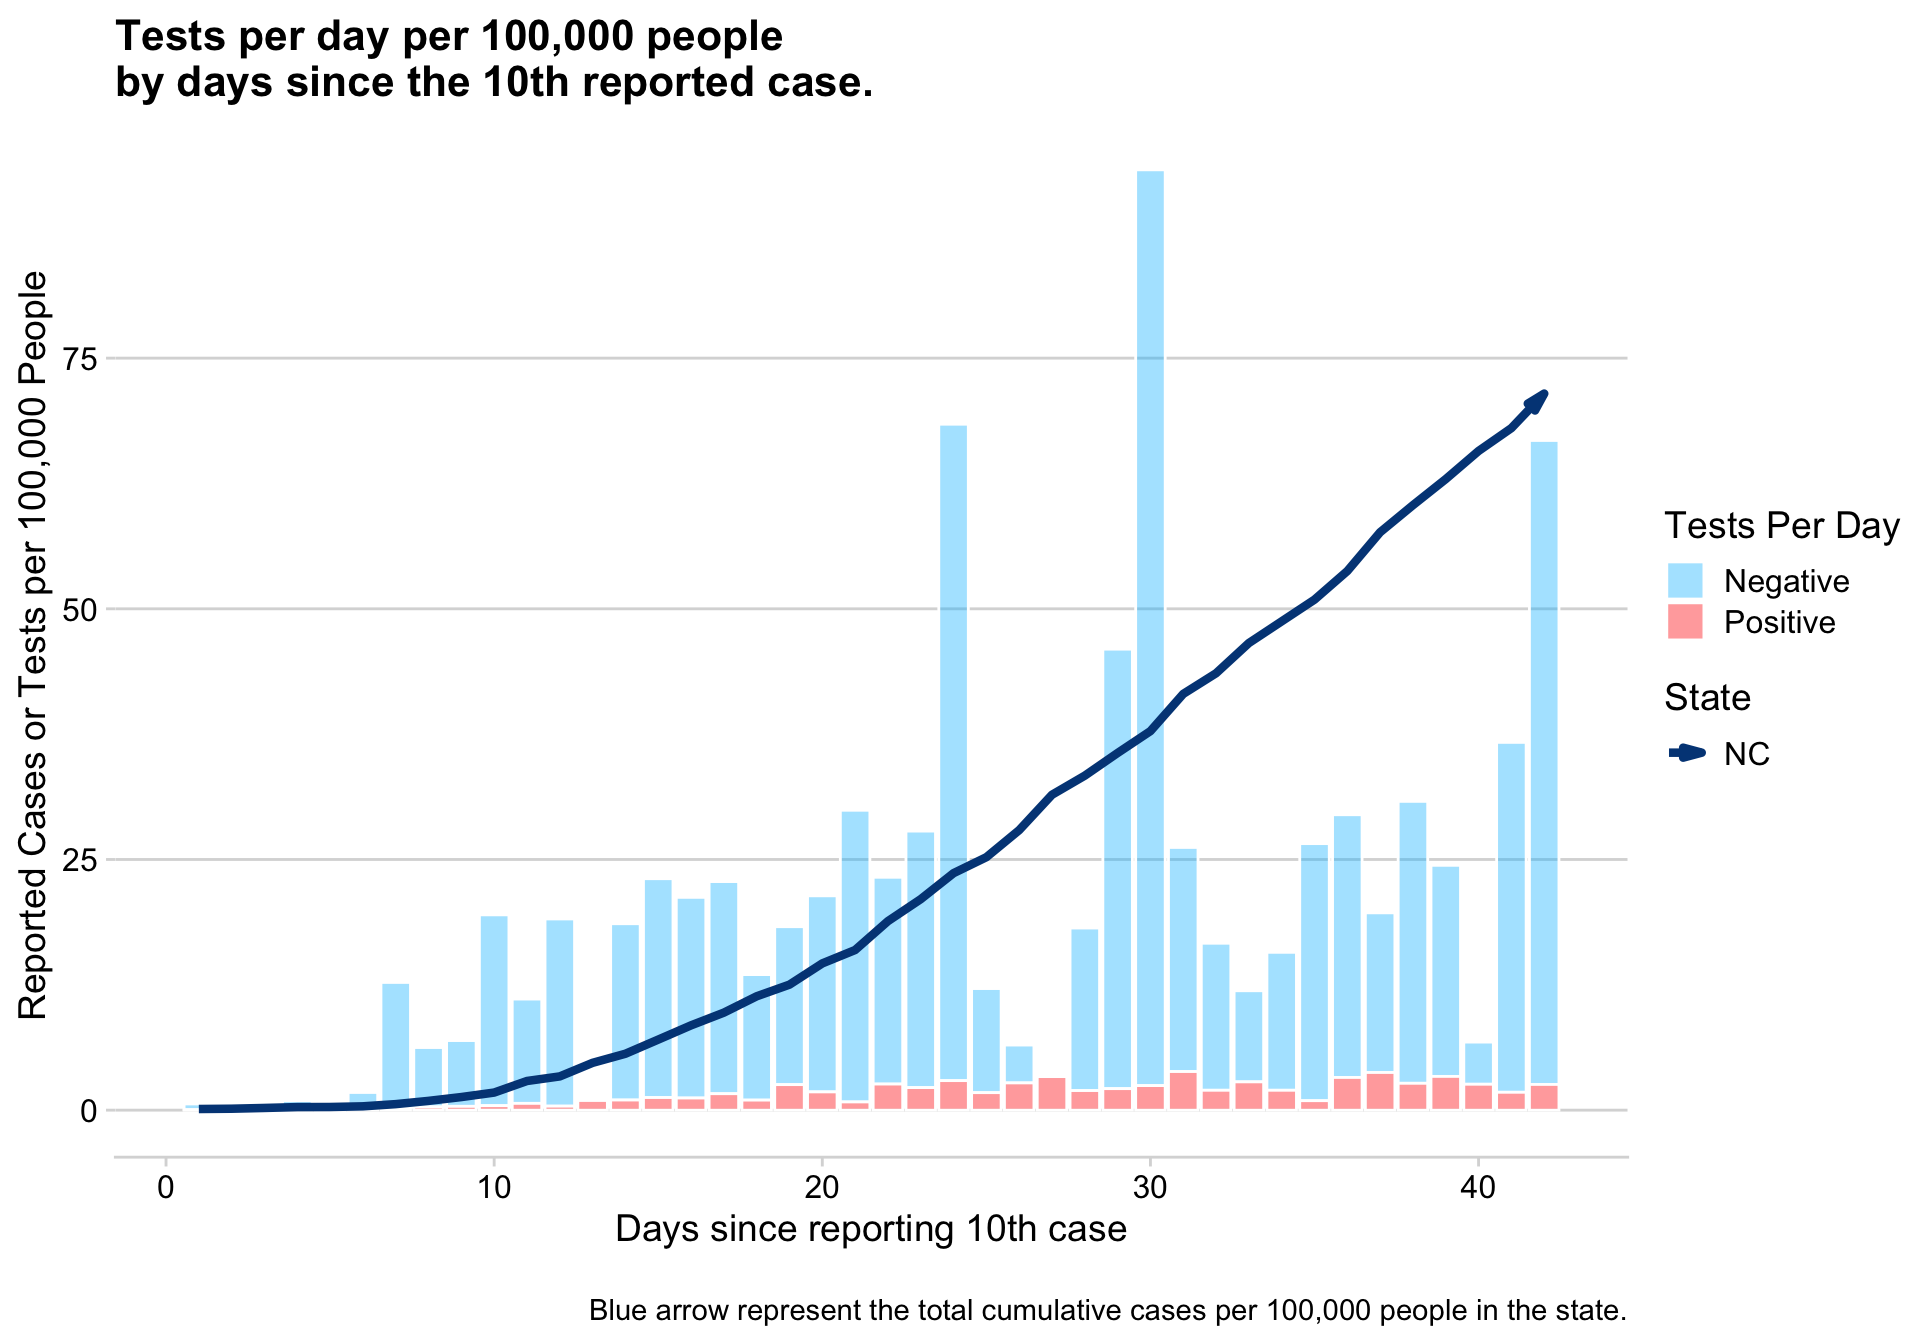 Tests per day per 100,000 people
by days since the 10th reported case.
Reported Cases or Tests per 100,000 People
75
50
25
0
0
10
20
30
40
Days since reporting 10th case
Tests Per Day
Negative
Positive
State
NC
Blue arrow represent the total cumulative cases per 100,000 people in the state.